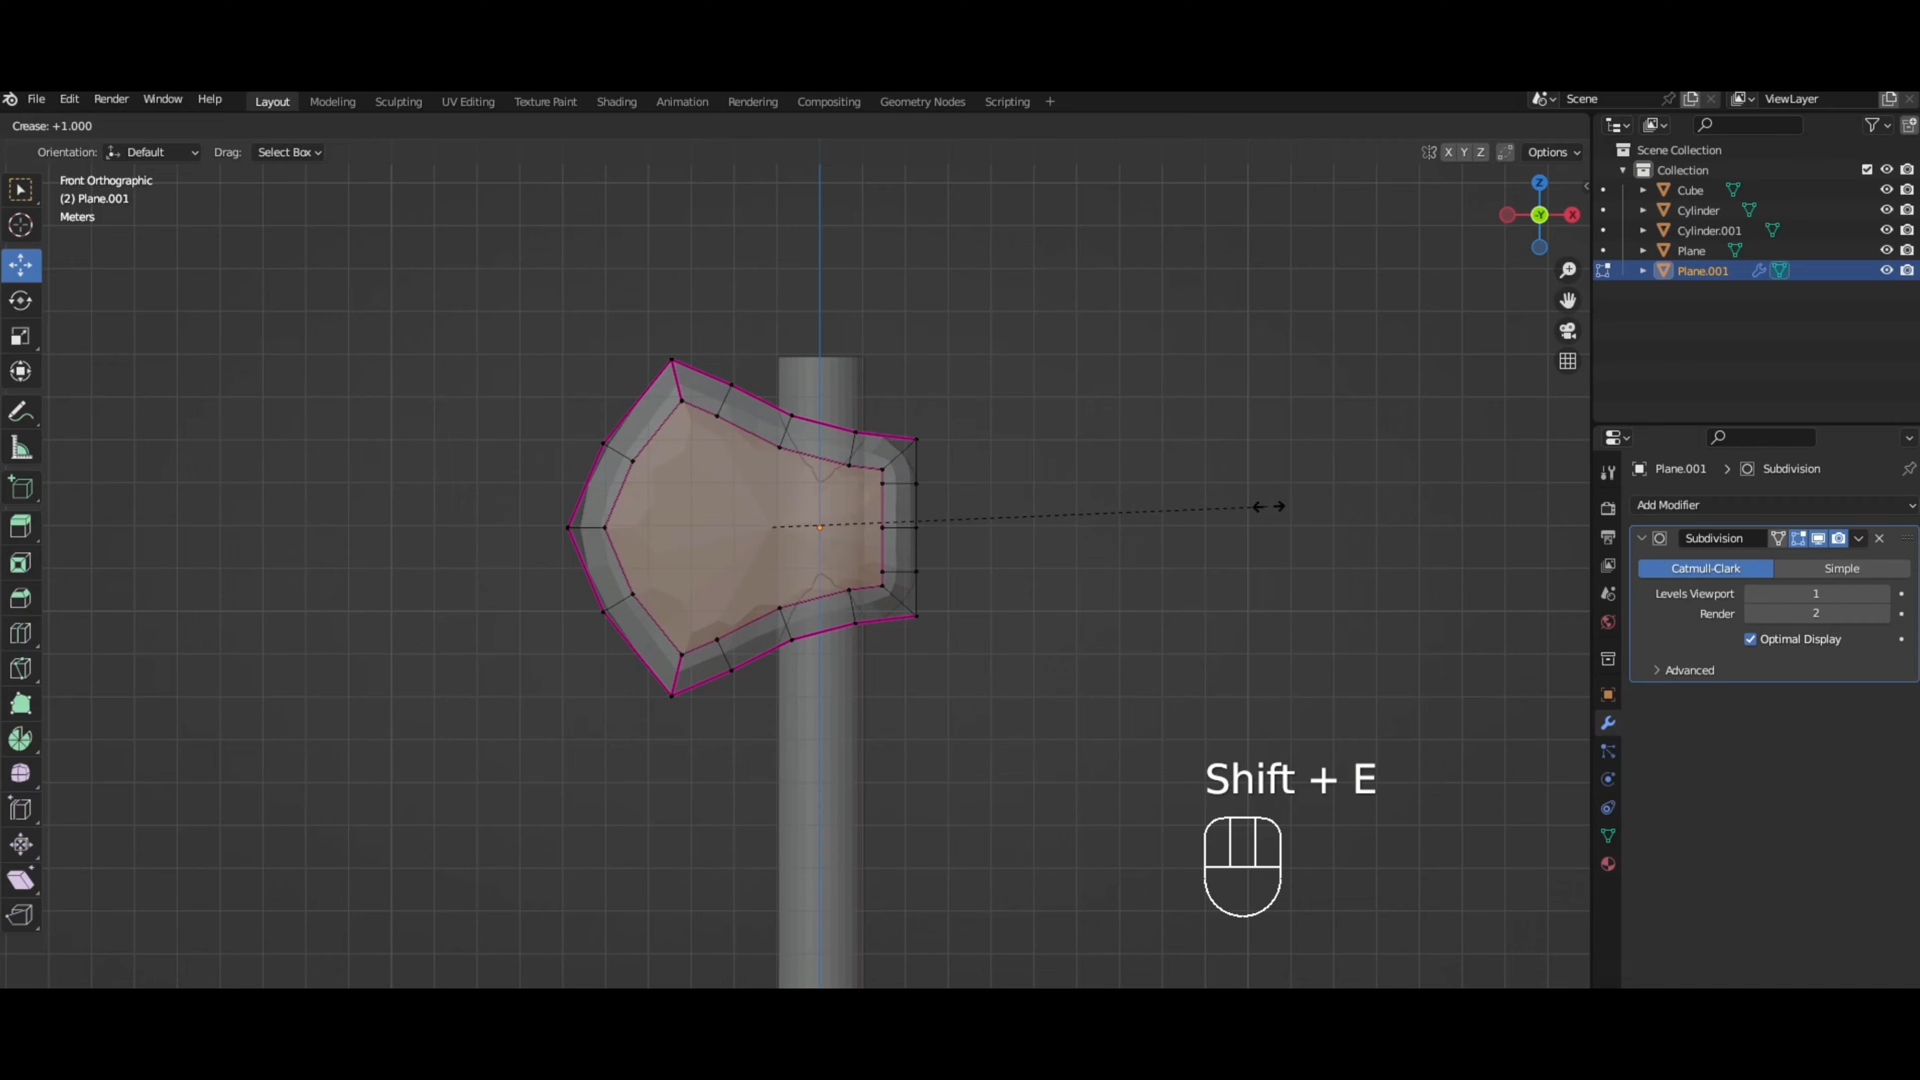 File Edit Render Window Help Layout Modeling Sculpting UV Editing Texture Paint Shading Animation Rendering Compositing Geometry Nodes Scripting + Scene ViewLayer
Crease: +1.000
Orientation: Default Drag: Select Box X Y Z Options
Front Orthographic
(2) Plane.001
Meters
Z
-Y
X
Scene Collection
Collection
Cube
Cylinder
Cylinder.001
Plane
Plane.001
Plane.001 > Subdivision
Add Modifier
Subdivision
Catmull-Clark Simple
Levels Viewport 1
Render 2
Optimal Display
Advanced
Shift + E